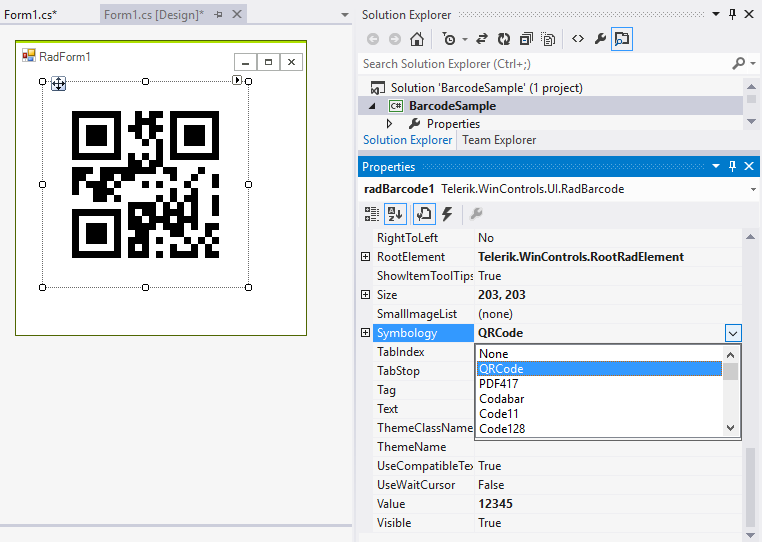 Form1.cs*
Form1.cs [Design]*
RadForm1
Solution Explorer
Search Solution Explorer (Ctrl+;)
Solution 'BarcodeSample' (1 project)
C# BarcodeSample
Properties
Solution Explorer Team Explorer
Properties
radBarcode1 Telerik.WinControls.UI.RadBarcode
RightToLeft No
RootElement Telerik.WinControls.RootRadElement
ShowItemToolTips True
Size 203, 203
SmallImageList (none)
Symbology QRCode
TabIndex
None
TabStop
QRCode
PDF417
Tag
Codabar
Text
Code11
ThemeClassName
Code128
ThemeName
UseCompatibleTex True
UseWaitCursor False
Value 12345
Visible True